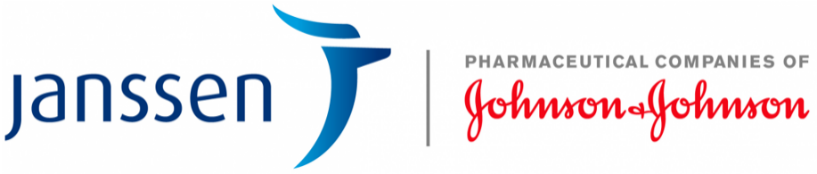 janssen
PHARMACEUTICAL COMPANIES OF
Johnson & Johnson